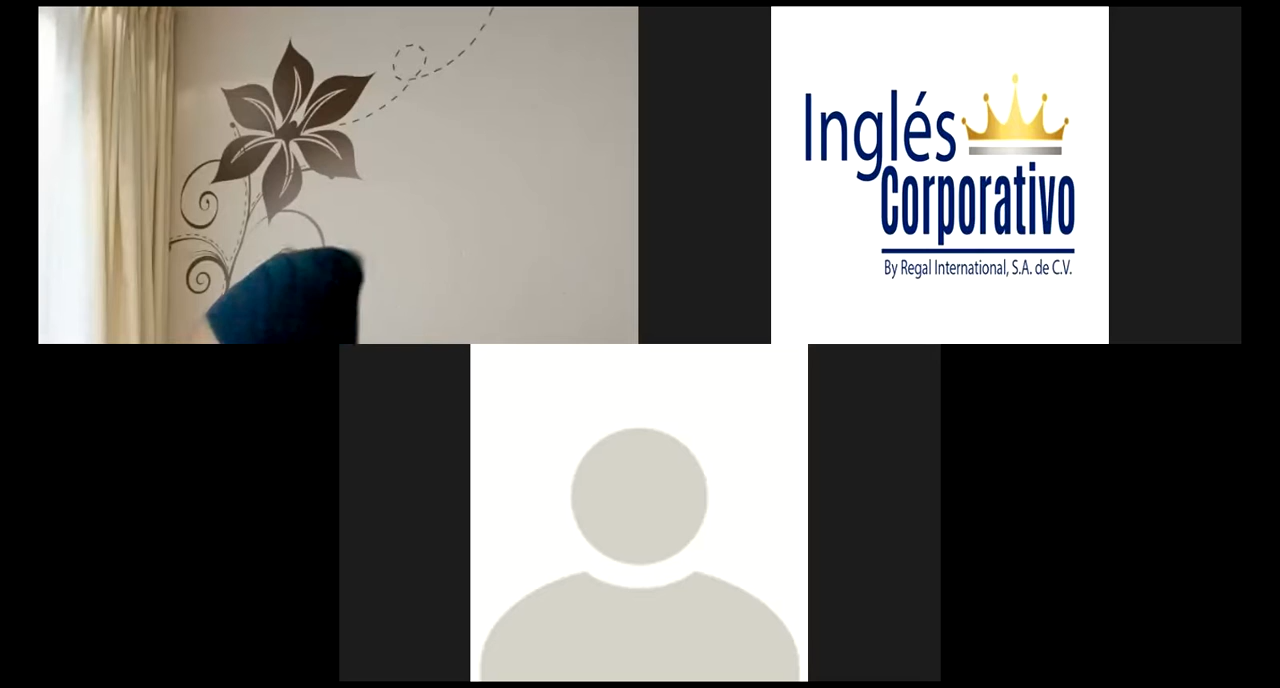 Inglés
Corporativo
By Regal International, S.A. de C.V.